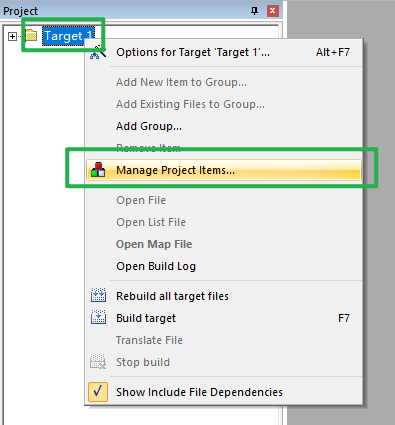 Project
Target 1
Options for Target 'Target 1'... Alt+F7
Add New Item to Group...
Add Existing Files to Group...
Add Group...
Remove Item
Manage Project Items...
Open File
Open List File
Open Map File
Open Build Log
Rebuild all target files
Build target F7
Translate File
Stop build
Show Include File Dependencies